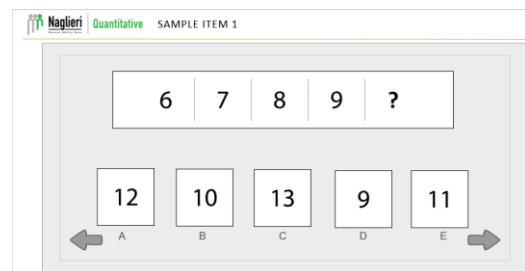 Naglieri Quantitative SAMPLE ITEM 1
6 7 8 9 ?
12 10 13 9 11
A B C D E